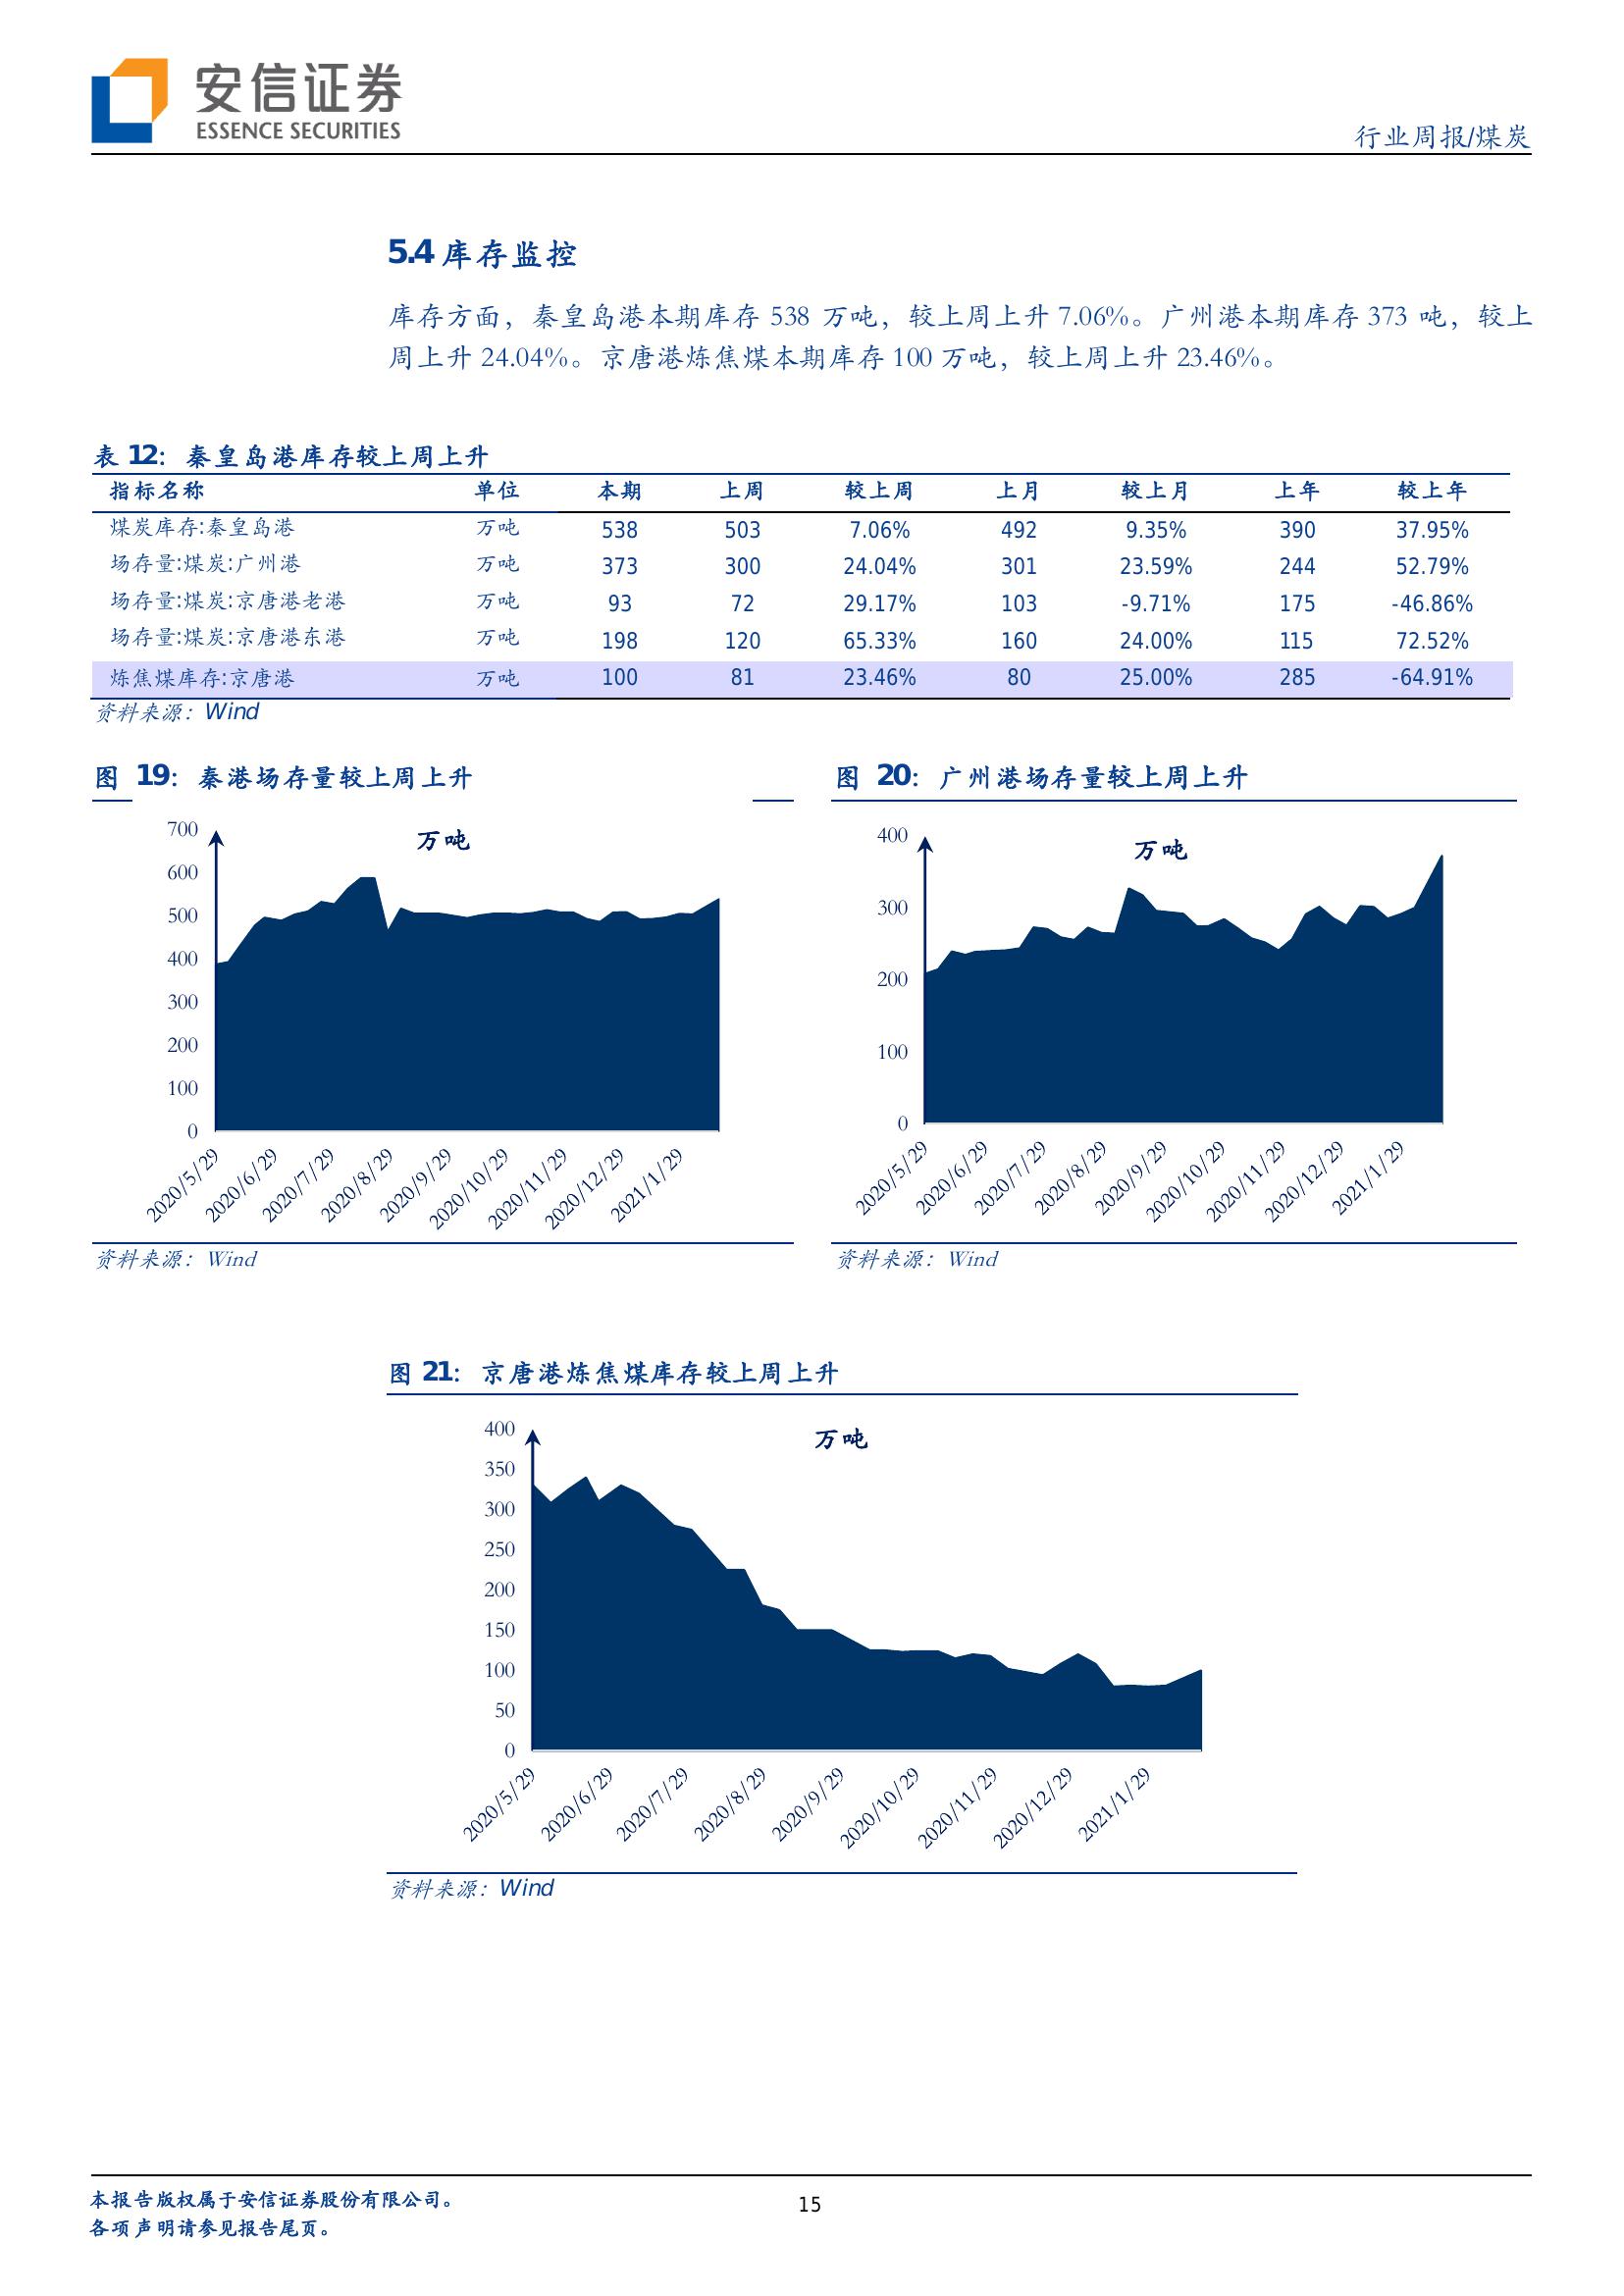 安信证券
ESSENCE SECURITIES
行业周报/煤炭
5.4 库存监控
库存方面，秦皇岛港本期库存 538 万吨，较上周上升 7.06%。广州港本期库存 373 吨，较上
周上升 24.04%。京唐港炼焦煤本期库存 100 万吨，较上周上升 23.46%。
表 12：秦皇岛港库存较上周上升
指标名称 单位 本期 上周 较上周 上月 较上月 上年 较上年
煤炭库存:秦皇岛港 万吨 538 503 7.06% 492 9.35% 390 37.95%
场存量:煤炭:广州港 万吨 373 300 24.04% 301 23.59% 244 52.79%
场存量:煤炭:京唐港老港 万吨 93 72 29.17% 103 -9.71% 175 -46.86%
场存量:煤炭:京唐港东港 万吨 198 120 65.33% 160 24.00% 115 72.52%
炼焦煤库存:京唐港 万吨 100 81 23.46% 80 25.00% 285 -64.91%
资料来源：Wind
图 19：秦港场存量较上周上升
万吨
700
600
500
400
300
200
100
0
2020/5/29 2020/6/29 2020/7/29 2020/8/29 2020/9/29 2020/10/29 2020/11/29 2020/12/29 2021/1/29
资料来源：Wind
图 20：广州港场存量较上周上升
万吨
400
300
200
100
0
2020/5/29 2020/6/29 2020/7/29 2020/8/29 2020/9/29 2020/10/29 2020/11/29 2020/12/29 2021/1/29
资料来源：Wind
图 21：京唐港炼焦煤库存较上周上升
万吨
400
350
300
250
200
150
100
50
0
2020/5/29 2020/6/29 2020/7/29 2020/8/29 2020/9/29 2020/10/29 2020/11/29 2020/12/29 2021/1/29
资料来源：Wind
本报告版权属于安信证券股份有限公司。
各项声明请参见报告尾页。
15